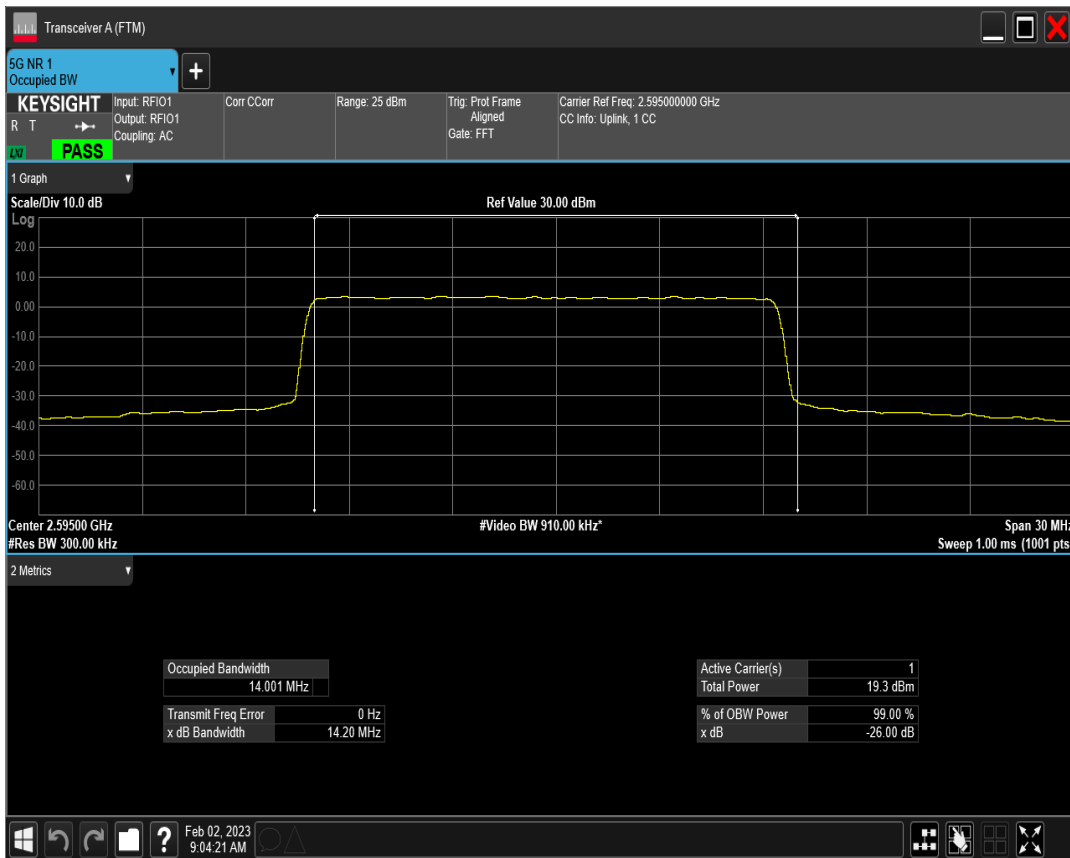 Transceiver A (FTM)
5G NR 1
Occupied BW
+
KEYSIGHT
R T
LXI
PASS
Input: RFIO1
Output: RFIO1
Coupling: AC
Corr CCorr
Range: 25 dBm
Trig: Prot Frame
Aligned
Gate: FFT
Carrier Ref Freq: 2.595000000 GHz
CC Info: Uplink, 1 CC
1 Graph
Scale/Div 10.0 dB
Ref Value 30.00 dBm
Log
20.0
10.0
0.00
-10.0
-20.0
-30.0
-40.0
-50.0
-60.0
Center 2.59500 GHz
#Video BW 910.00 kHz*
Span 30 MHz
#Res BW 300.00 kHz
Sweep 1.00 ms (1001 pts
2 Metrics
Occupied Bandwidth
14.001 MHz
Transmit Freq Error 0 Hz
x dB Bandwidth 14.20 MHz
Active Carrier(s) 1
Total Power 19.3 dBm
% of OBW Power 99.00 %
x dB -26.00 dB
?
Feb 02, 2023
9:04:21 AM